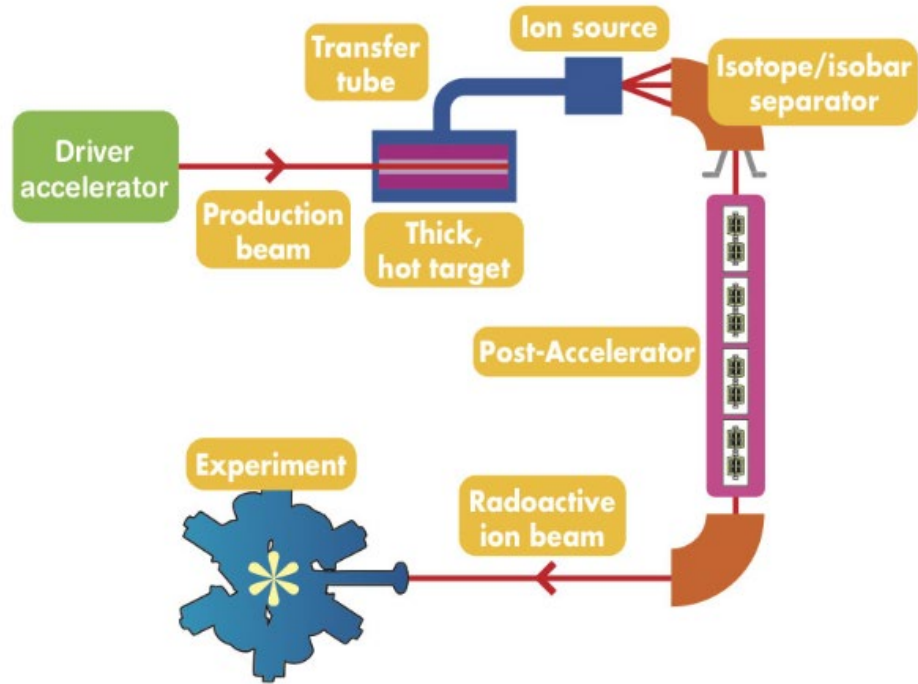 Driver
accelerator
Production
beam
Transfer
tube
Thick,
hot target
Ion source
Isotope/isobar
separator
Post-Accelerator
Radoactive
ion beam
Experiment